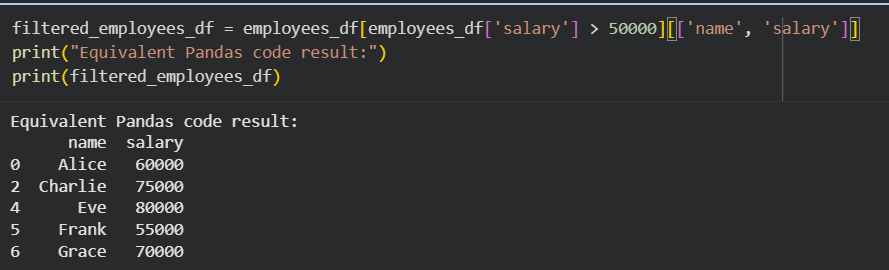 filtered_employees_df = employees_df[employees_df['salary'] > 50000][['name', 'salary']]
print("Equivalent Pandas code result:")
print(filtered_employees_df)
Equivalent Pandas code result:
      name  salary
0    Alice   60000
2  Charlie   75000
4      Eve   80000
5    Frank   55000
6    Grace   70000